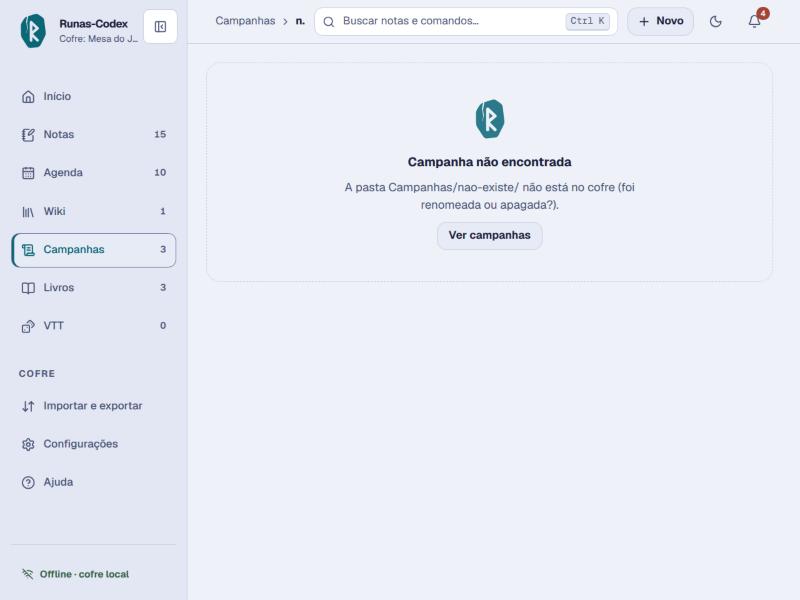 Runas-Codex
Cofre: Mesa do J…
Início
Notas 15
Agenda 10
Wiki 1
Campanhas 3
Livros 3
VTT 0
COFRE
Importar e exportar
Configurações
Ajuda
Offline · cofre local
Campanhas > n.
Buscar notas e comandos…
Ctrl K
+ Novo
4
Campanha não encontrada
A pasta Campanhas/nao-existe/ não está no cofre (foi
renomeada ou apagada?).
Ver campanhas